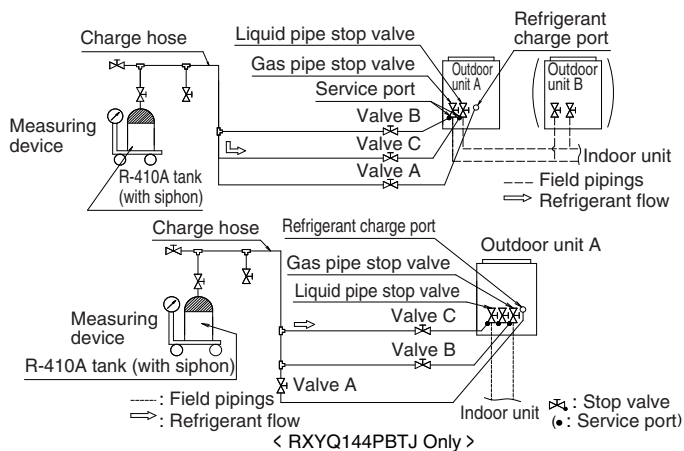 Charge hose
Liquid pipe stop valve
Gas pipe stop valve
Service port
Refrigerant
charge port
Outdoor
unit A
Outdoor
unit B
Measuring
device
R-410A tank
(with siphon)
Valve B
Valve C
Valve A
Indoor unit
Field pipings
Refrigerant flow
Charge hose
Refrigerant charge port
Outdoor unit A
Gas pipe stop valve
Liquid pipe stop valve
Measuring
device
R-410A tank (with siphon)
Valve C
Valve B
Valve A
: Field pipings
: Refrigerant flow
Indoor unit
: Stop valve
(●: Service port)
< RXYQ144PBTJ Only >